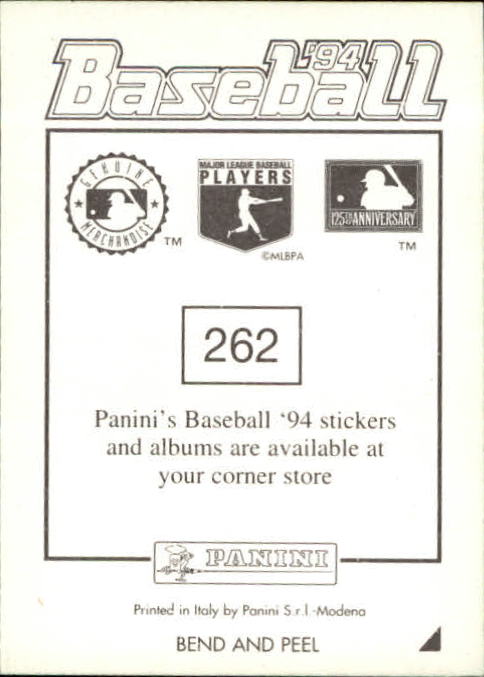 Baseball '94
GENUINE MERCHANDISE
TM
MAJOR LEAGUE BASEBALL
PLAYERS
©MLBPA
125TH ANNIVERSARY
TM
262
Panini's Baseball '94 stickers
and albums are available at
your corner store
PANINI
Printed in Italy by Panini S.r.l.-Modena
BEND AND PEEL